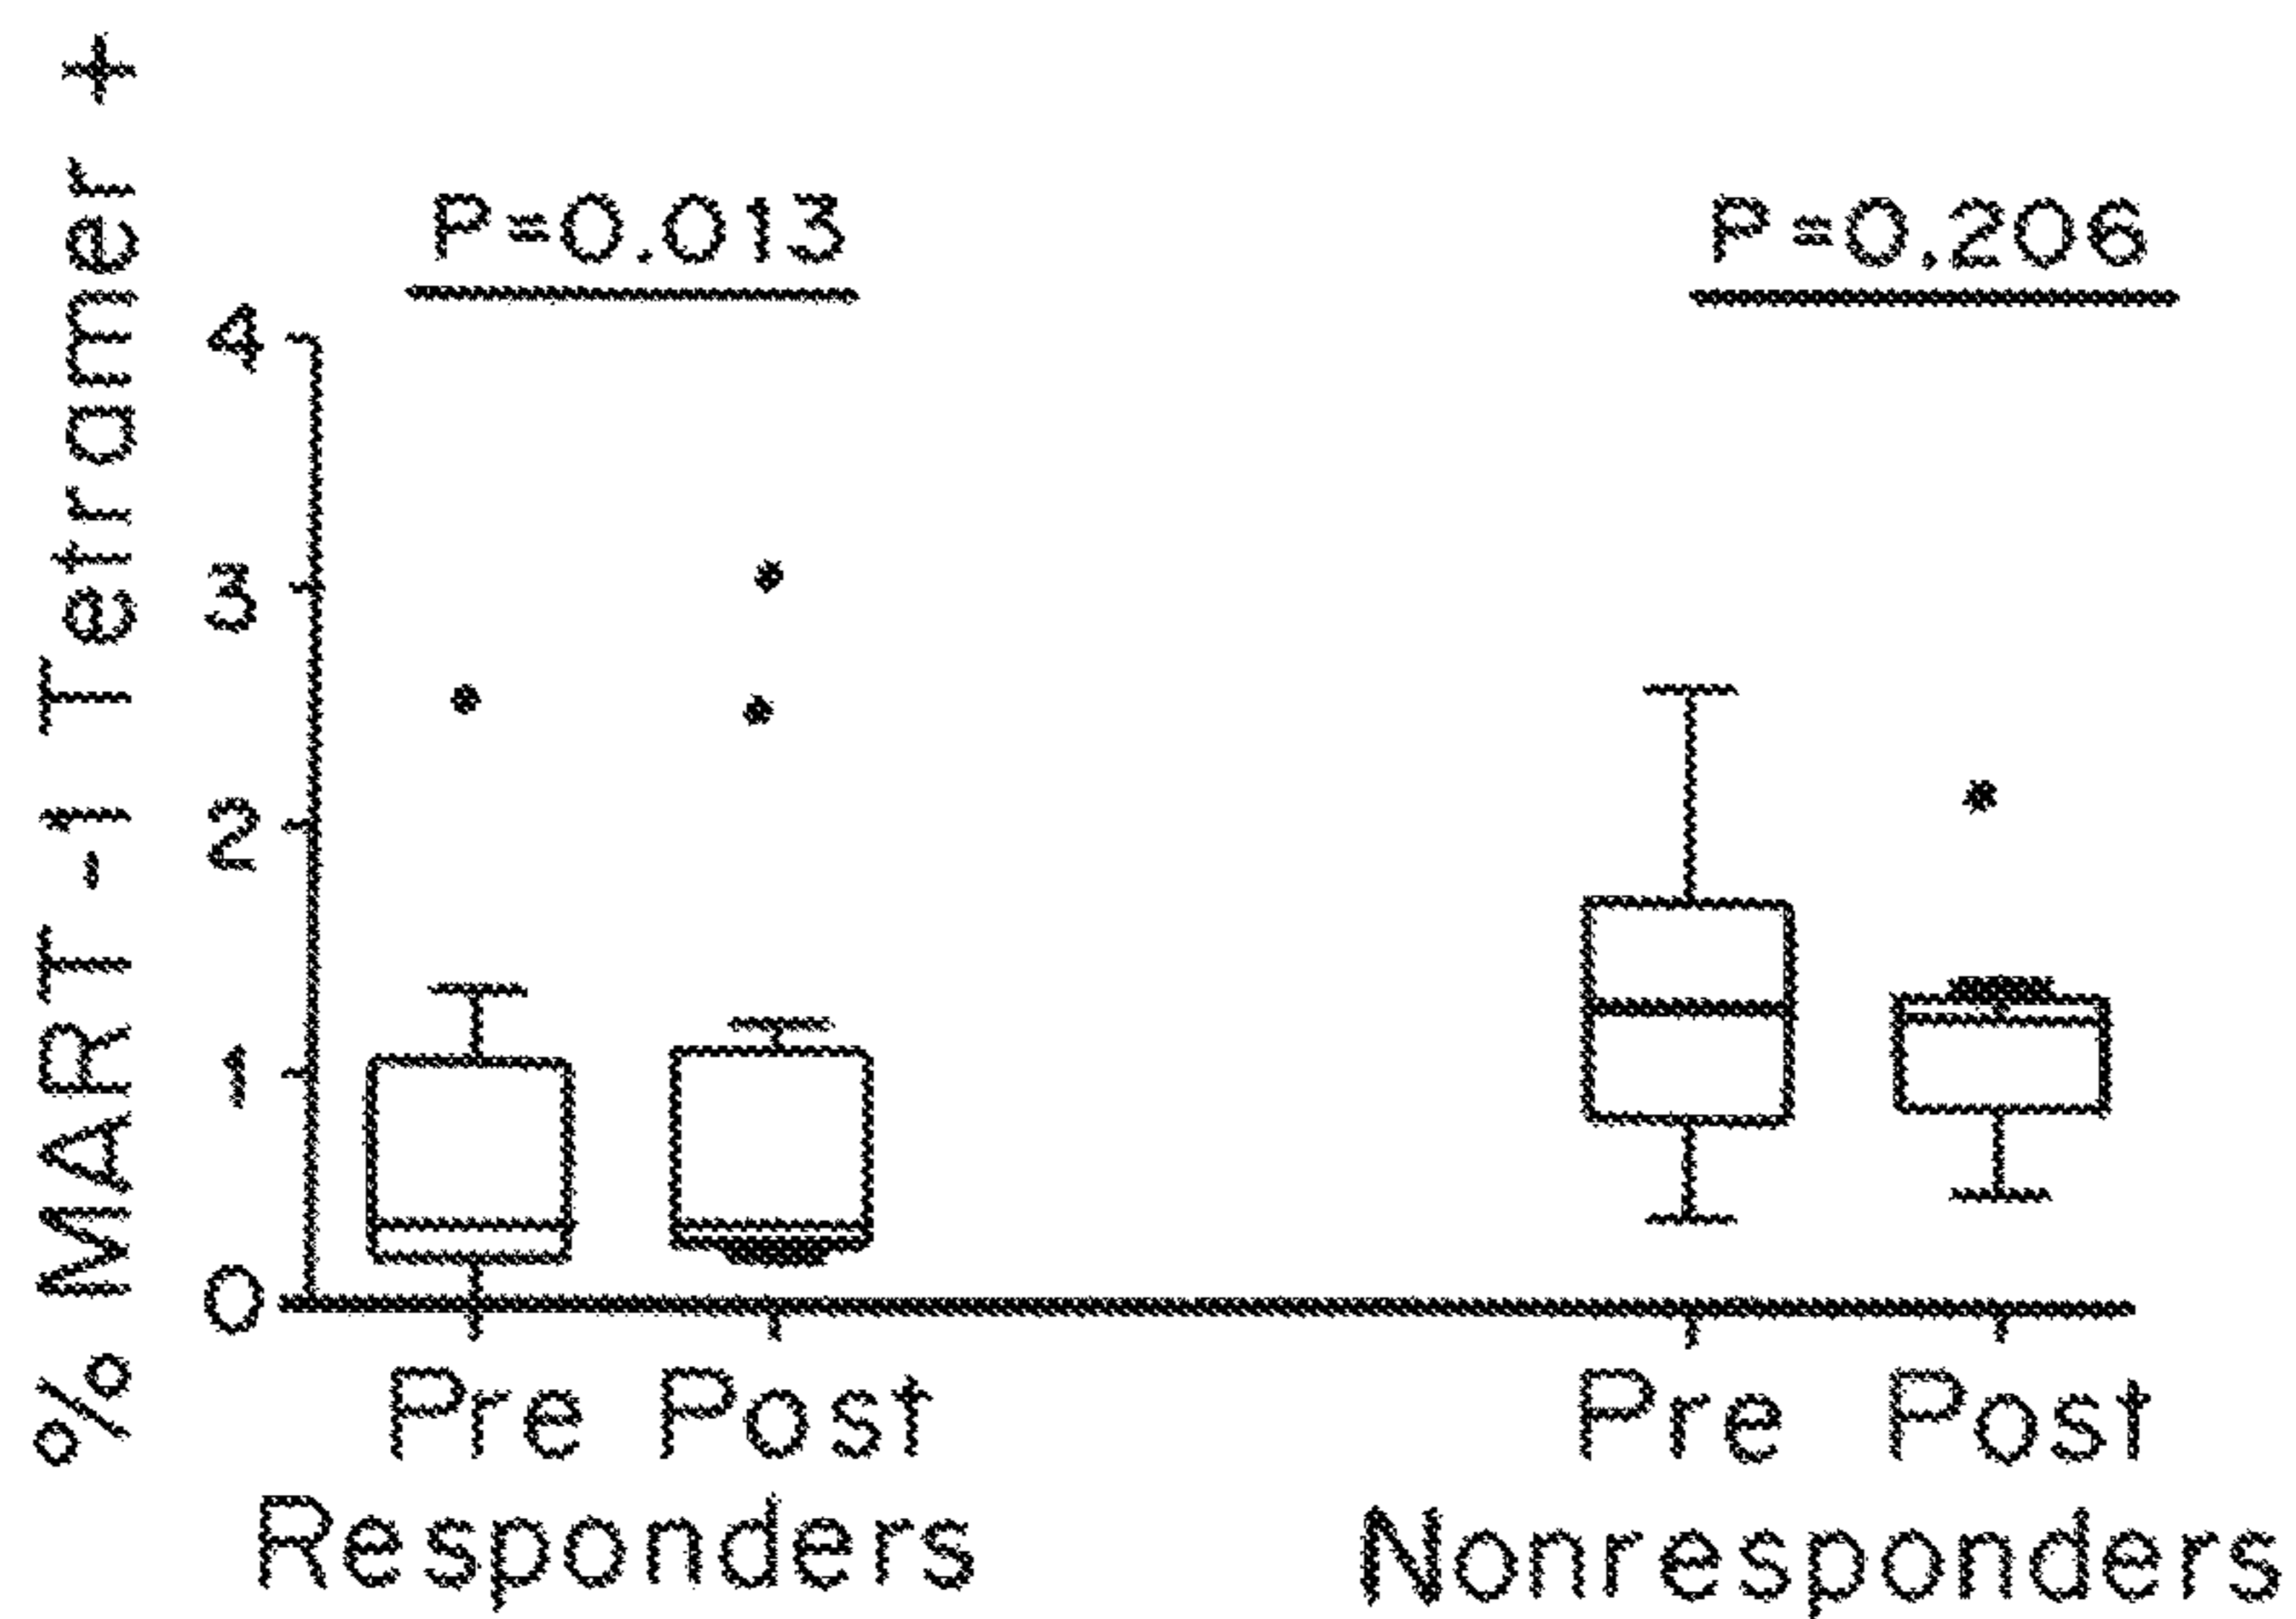 % MART-1 Tetramer +
P=0.013
P=0.206
4
3
2
1
0
Pre Post
Pre Post
Responders
Nonresponders